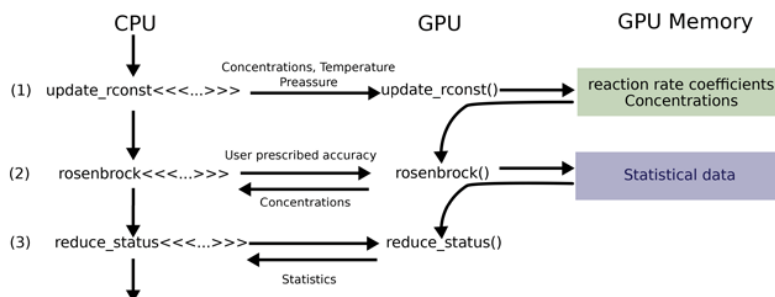 CPU GPU GPU Memory
Concentrations, Temperature
Preassure
(1) update_rconst<<<...>>> update_rconst() reaction rate coefficients
Concentrations
User prescribed accuracy
(2) rosenbrock<<<...>>> rosenbrock() Statistical data
Concentrations
(3) reduce_status<<<...>>> reduce_status()
Statistics